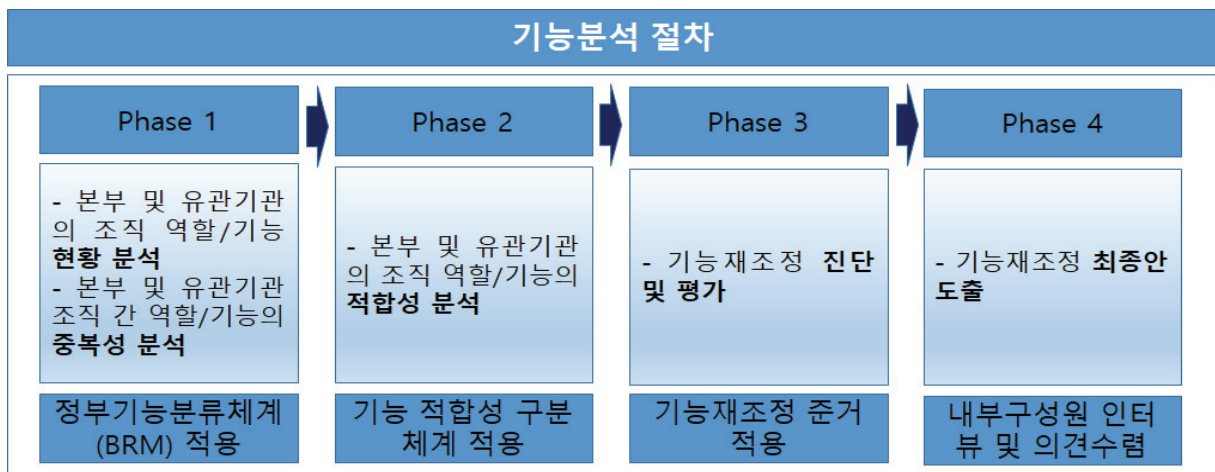 기능분석 절차
Phase 1
- 본부 및 유관기관
의 조직 역할/기능
현황 분석
- 본부 및 유관기관
조직 간 역할/기능의
중복성 분석
정부기능분류체계
(BRM) 적용
Phase 2
- 본부 및 유관기관
의 조직 역할/기능의
적합성 분석
기능 적합성 구분
체계 적용
Phase 3
- 기능재조정 진단
및 평가
기능재조정 준거
적용
Phase 4
- 기능재조정 최종안
도출
내부구성원 인터
뷰 및 의견수렴